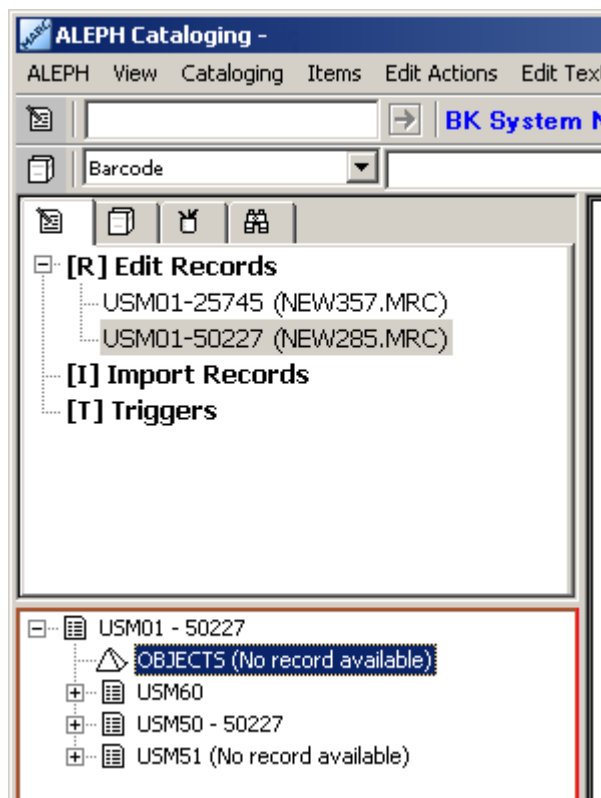 ALEPH Cataloging -
ALEPH View Cataloging Items Edit Actions Edit Tex
BK System N
Barcode
[R] Edit Records
USM01-25745 (NEW357.MRC)
USM01-50227 (NEW285.MRC)
[I] Import Records
[T] Triggers
USM01 - 50227
OBJECTS (No record available)
USM60
USM50 - 50227
USM51 (No record available)